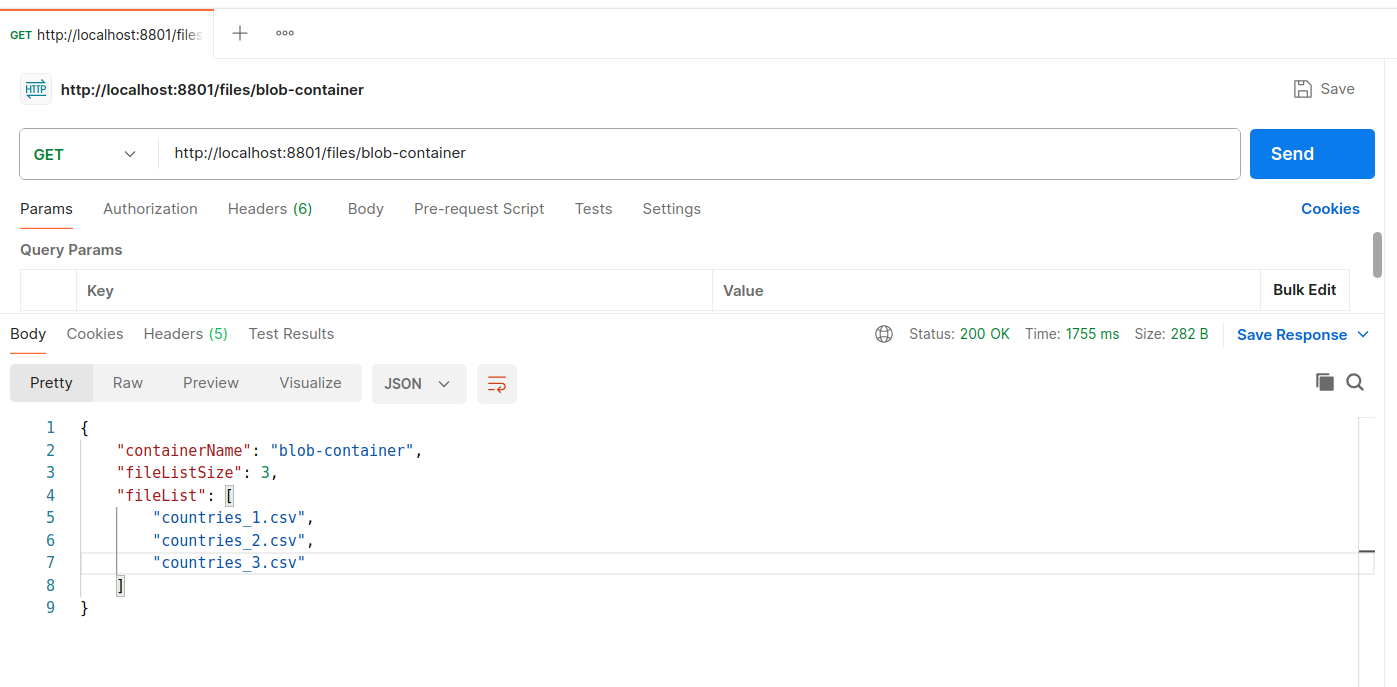 GET http://localhost:8801/files
HTTP http://localhost:8801/files/blob-container Save
GET http://localhost:8801/files/blob-container Send
Params Authorization Headers (6) Body Pre-request Script Tests Settings Cookies
Query Params
Key Value Bulk Edit
Body Cookies Headers (5) Test Results Status: 200 OK Time: 1755 ms Size: 282 B Save Response
Pretty Raw Preview Visualize JSON
1 {
2 "containerName": "blob-container",
3 "fileListSize": 3,
4 "fileList": [
5 "countries_1.csv",
6 "countries_2.csv",
7 "countries_3.csv"
8 ]
9 }